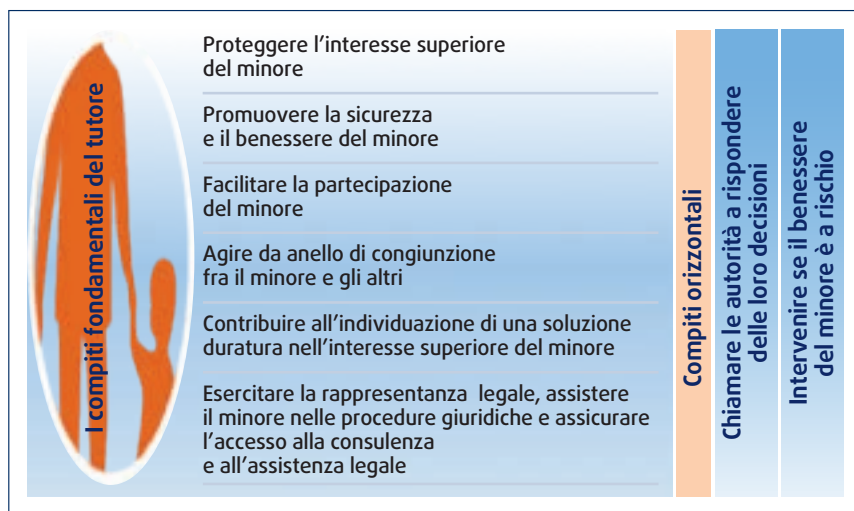 I compiti fondamentali del tutore
Proteggere l'interesse superiore
del minore
Promuovere la sicurezza
e il benessere del minore
Facilitare la partecipazione
del minore
Agire da anello di congiunzione
fra il minore e gli altri
Contribuire all'individuazione di una soluzione
duratura nell'interesse superiore del minore
Esercitare la rappresentanza legale, assistere
il minore nelle procedure giuridiche e assicurare
l'accesso alla consulenza
e all'assistenza legale
Compiti orizzontali
Chiamare le autorità a rispondere
delle loro decisioni
Intervenire se il benessere
del minore è a rischio